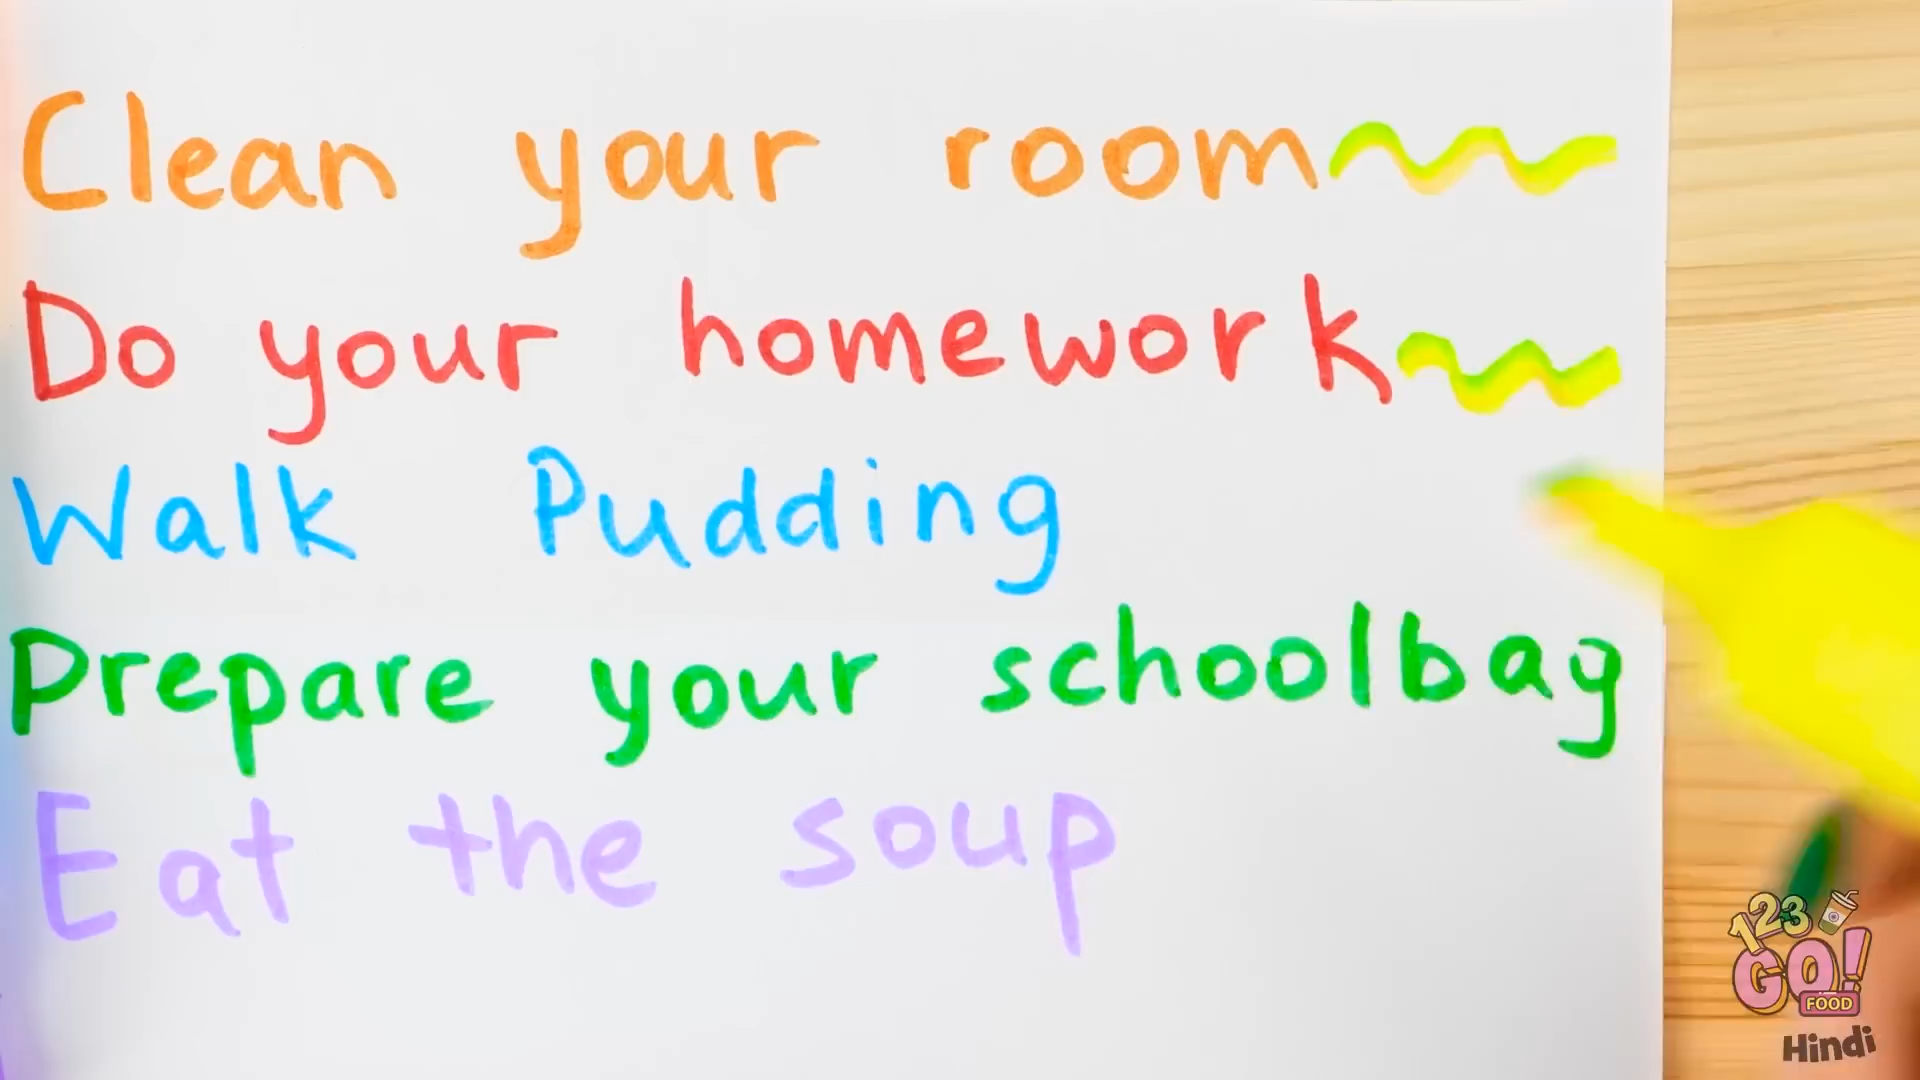 Clean your room
Do your homework
Walk Pudding
Prepare your schoolbag
Eat the soup
123
GO!
FOOD
Hindi